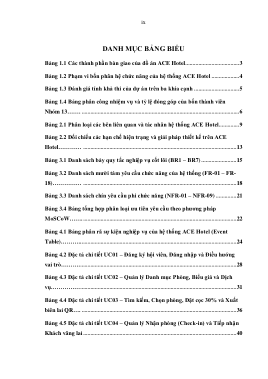 ix
DANH MỤC BẢNG BIỂU
Bảng 1.1 Các thành phần bàn giao của đồ án ACE Hotel.....................................3
Bảng 1.2 Phạm vi bốn phân hệ chức năng của hệ thống ACE Hotel ..................4
Bảng 1.3 Đánh giá tính khả thi của dự án trên ba khía cạnh ..............................5
Bảng 1.4 Bảng phân công nhiệm vụ và tỷ lệ đóng góp của bốn thành viên
Nhóm 13....... .....................................................................................................6
Bảng 2.1 Phân loại các bên liên quan và tác nhân hệ thống ACE Hotel..............9
Bảng 2.2 Đối chiếu các hạn chế hiện trạng và giải pháp thiết kế trên ACE
Hotel............. .....................................................................................................13
Bảng 3.1 Danh sách bảy quy tắc nghiệp vụ cốt lõi (BR1 – BR7) .......................15
Bảng 3.2 Danh sách mười tám yêu cầu chức năng của hệ thống (FR-01 – FR-
18)................. .....................................................................................................18
Bảng 3.3 Danh sách chín yêu cầu phi chức năng (NFR-01 – NFR-09) ..............21
Bảng 3.4 Bảng tổng hợp phân loại ưu tiên yêu cầu theo phương pháp
MoSCoW..............................................................................................................22
Bảng 4.1 Bảng phân rã sự kiện nghiệp vụ của hệ thống ACE Hotel (Event
Table)............ .....................................................................................................24
Bảng 4.2 Đặc tả chi tiết UC01 – Đăng ký hội viên, Đăng nhập và Điều hướng
vai trò.................................................................................................................28
Bảng 4.3 Đặc tả chi tiết UC02 – Quản lý Danh mục Phòng, Biểu giá và Dịch
vụ........................................................................................................................31
Bảng 4.4 Đặc tả chi tiết UC03 – Tìm kiếm, Chọn phòng, Đặt cọc 30% và Xuất
biên lai QR.... .....................................................................................................36
Bảng 4.5 Đặc tả chi tiết UC04 – Quản lý Nhận phòng (Check-in) và Tiếp nhận
Khách vãng lai ....................................................................................................40